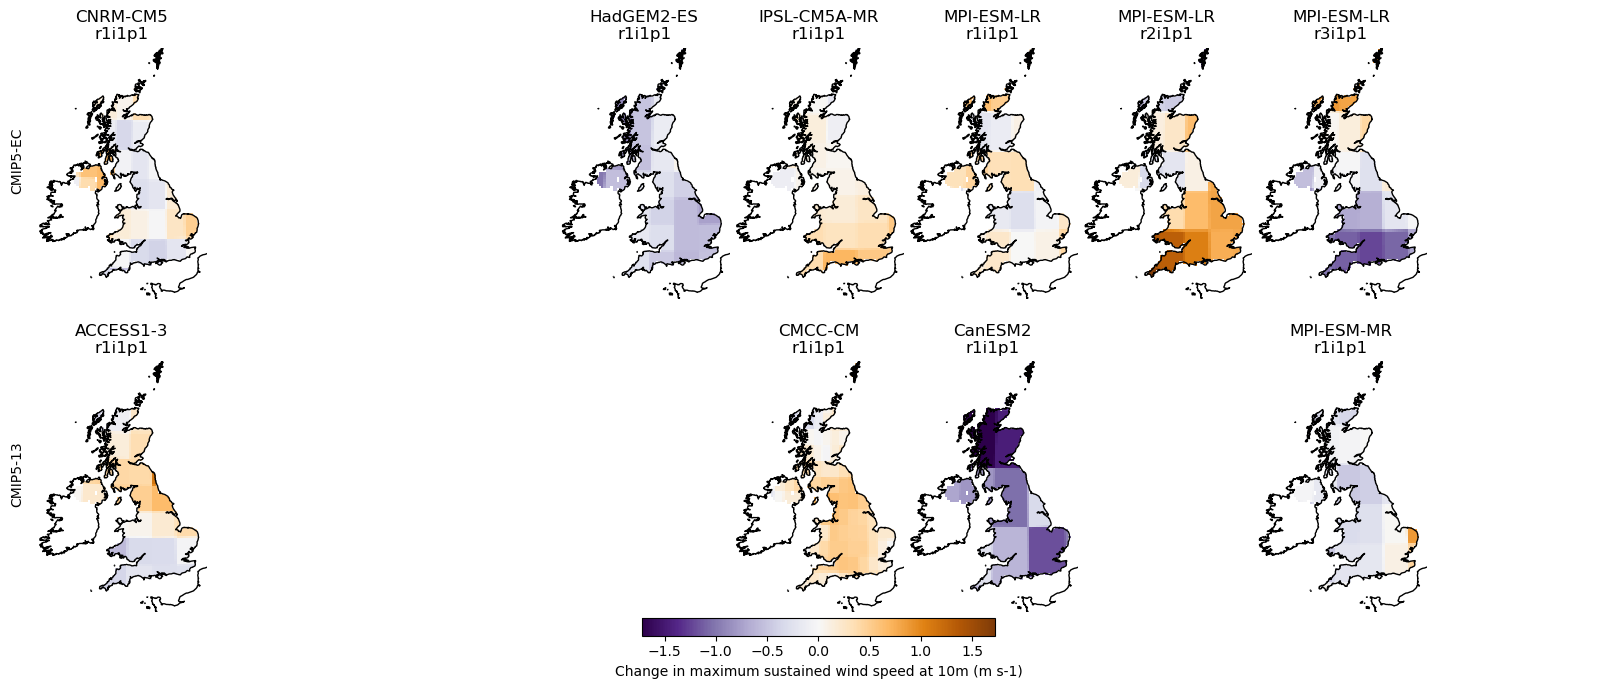 CNRM-CM5
r1i1p1
HadGEM2-ES
r1i1p1
IPSL-CM5A-MR
r1i1p1
MPI-ESM-LR
r1i1p1
MPI-ESM-LR
r2i1p1
MPI-ESM-LR
r3i1p1
CMIP5-EC
ACCESS1-3
r1i1p1
CMCC-CM
r1i1p1
CanESM2
r1i1p1
MPI-ESM-MR
r1i1p1
CMIP5-13
−1.5 −1.0 −0.5 0.0 0.5 1.0 1.5
Change in maximum sustained wind speed at 10m (m s-1)